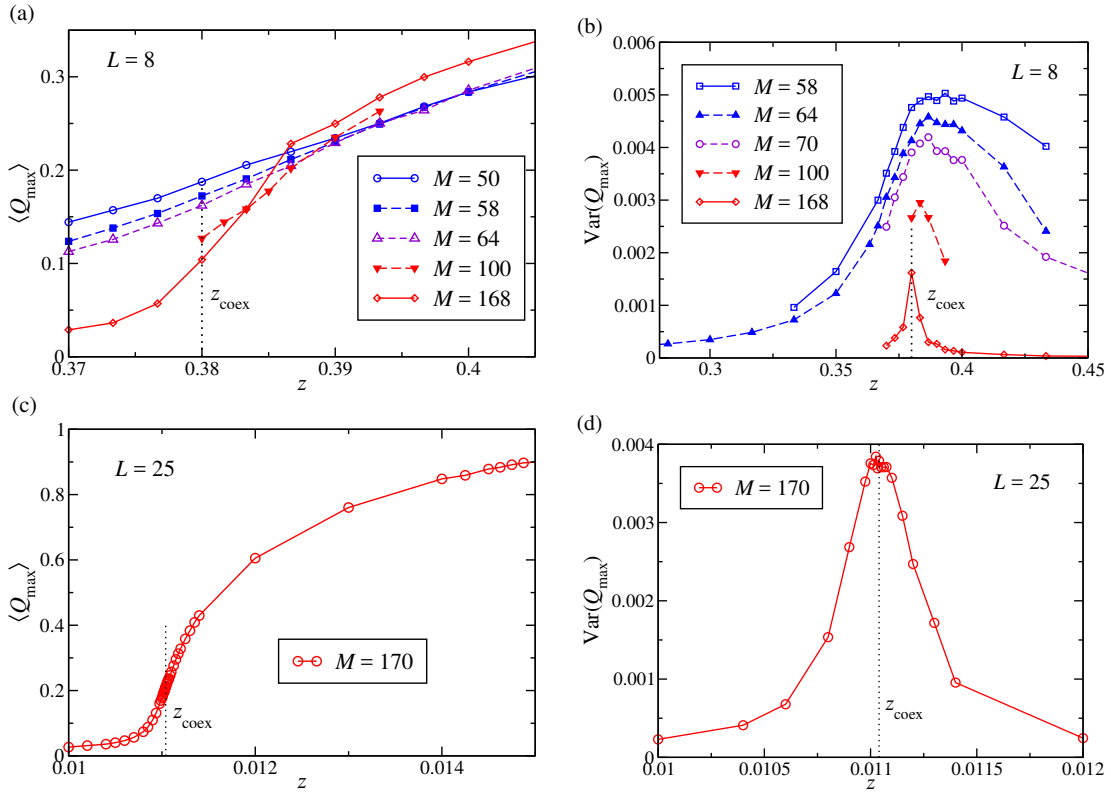 (a)
L = 8
⟨Q_max⟩
0.3
0.2
0.1
0
0.37
0.38
0.39
0.4
z
z_coex
M = 50
M = 58
M = 64
M = 100
M = 168
(b)
L = 8
Var(Q_max)
0.006
0.005
0.004
0.003
0.002
0.001
0
0.3
0.35
0.4
0.45
z
z_coex
M = 58
M = 64
M = 70
M = 100
M = 168
(c)
L = 25
⟨Q_max⟩
1
0.8
0.6
0.4
0.2
0
0.01
0.012
0.014
z
z_coex
M = 170
(d)
L = 25
Var(Q_max)
0.004
0.003
0.002
0.001
0
0.01
0.0105
0.011
0.0115
0.012
z
z_coex
M = 170